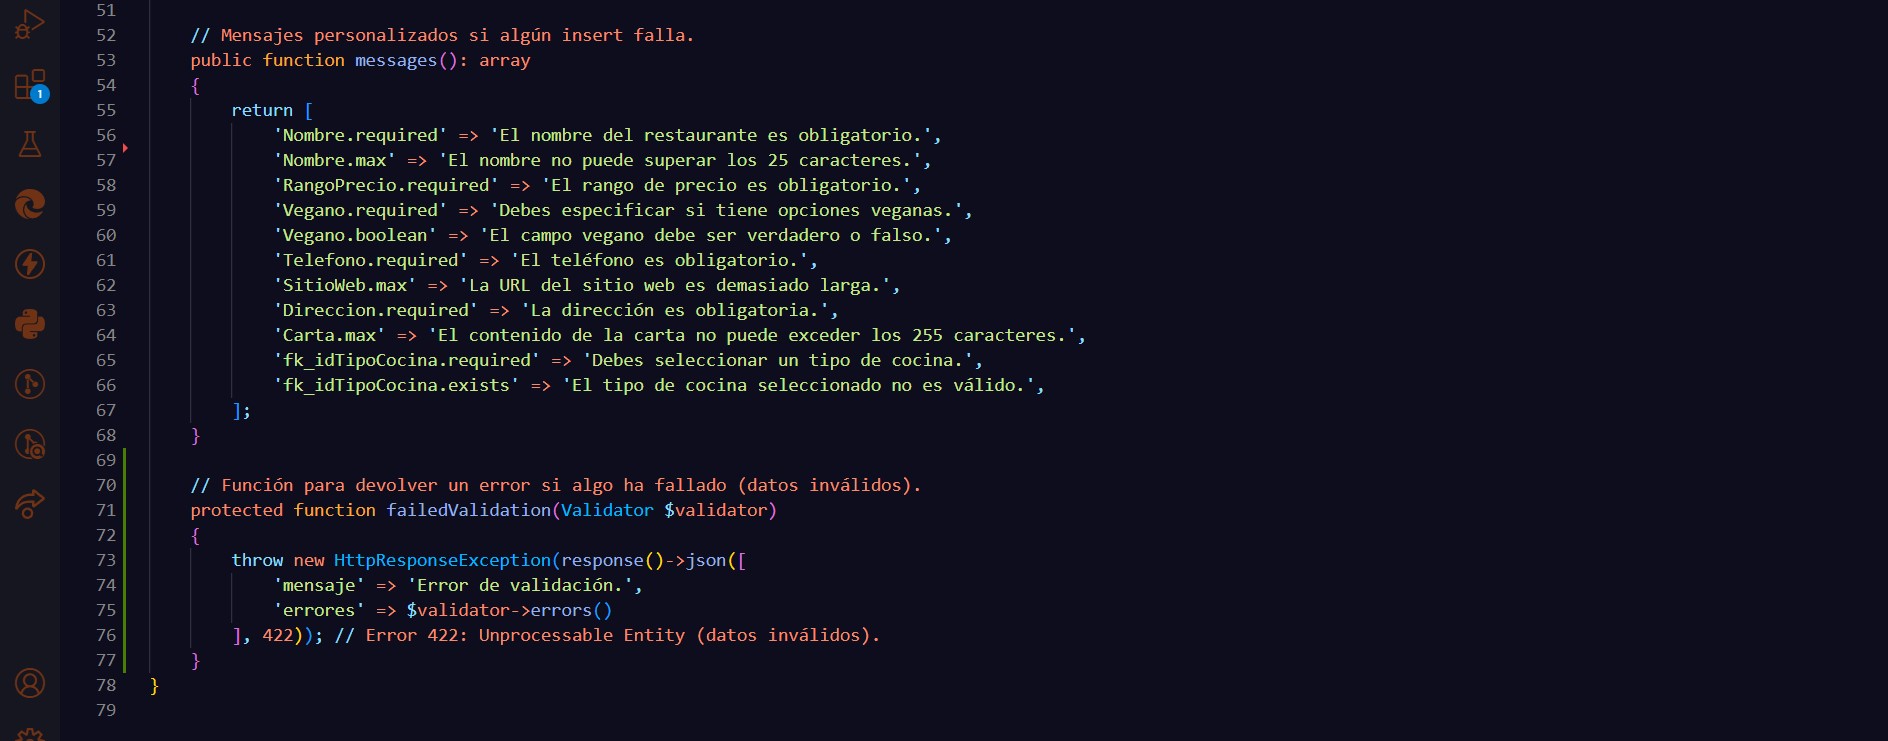 51
52 // Mensajes personalizados si algún insert falla.
53 public function messages(): array
54 {
55 return [
56 'Nombre.required' => 'El nombre del restaurante es obligatorio.',
57 'Nombre.max' => 'El nombre no puede superar los 25 caracteres.',
58 'RangoPrecio.required' => 'El rango de precio es obligatorio.',
59 'Vegano.required' => 'Debes especificar si tiene opciones veganas.',
60 'Vegano.boolean' => 'El campo vegano debe ser verdadero o falso.',
61 'Telefono.required' => 'El teléfono es obligatorio.',
62 'SitioWeb.max' => 'La URL del sitio web es demasiado larga.',
63 'Direccion.required' => 'La dirección es obligatoria.',
64 'Carta.max' => 'El contenido de la carta no puede exceder los 255 caracteres.',
65 'fk_idTipoCocina.required' => 'Debes seleccionar un tipo de cocina.',
66 'fk_idTipoCocina.exists' => 'El tipo de cocina seleccionado no es válido.',
67 ];
68 }
69
70 // Función para devolver un error si algo ha fallado (datos inválidos).
71 protected function failedValidation(Validator $validator)
72 {
73 throw new HttpResponseException(response()->json([
74 'mensaje' => 'Error de validación.',
75 'errores' => $validator->errors()
76 ], 422)); // Error 422: Unprocessable Entity (datos inválidos).
77 }
78 }
79
1